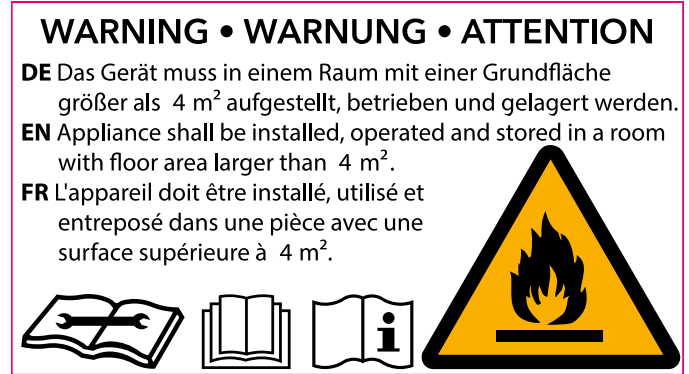 WARNING • WARNUNG • ATTENTION
DE Das Gerät muss in einem Raum mit einer Grundfläche
größer als 4 m² aufgestellt, betrieben und gelagert werden.
EN Appliance shall be installed, operated and stored in a room
with floor area larger than 4 m².
FR L'appareil doit être installé, utilisé et
entreposé dans une pièce avec une
surface supérieure à 4 m².